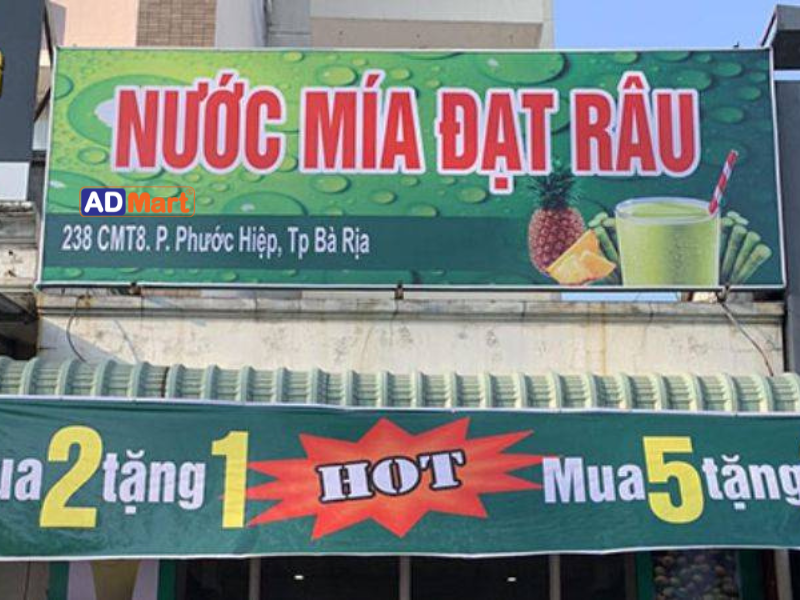 NƯỚC MÍA ĐẠT RÂU
ADMart
238 CMT8. P. Phước Hiệp, Tp Bà Rịa
ua 2 tặng 1 HOT Mua 5 tặng